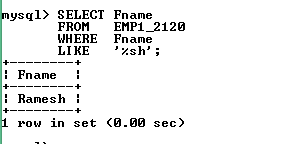 mysql> SELECT Fname
FROM EMP1_2120
WHERE Fname
LIKE '%sh';
+--------+
| Fname |
+--------+
| Ramesh |
+--------+
1 row in set (0.00 sec)